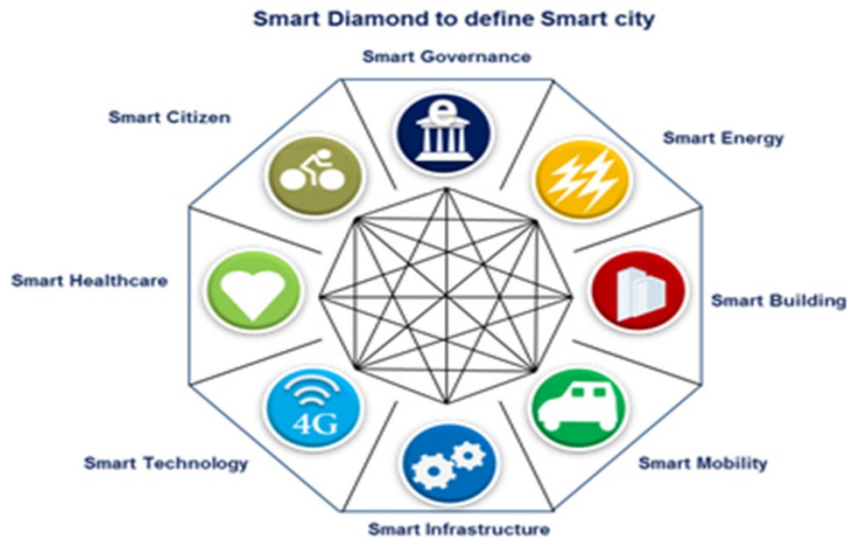 Smart Diamond to define Smart city
Smart Governance
Smart Citizen
Smart Energy
e
Smart Healthcare
Smart Building
4G
Smart Technology
Smart Mobility
Smart Infrastructure